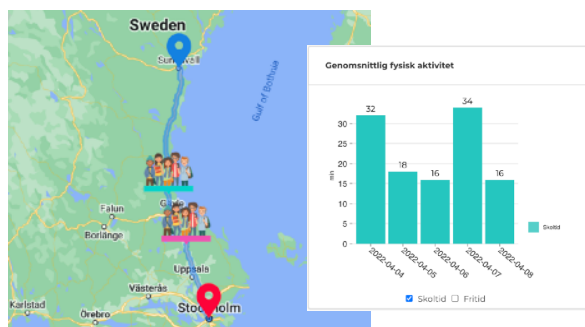 Sweden
Sundsvall
Gulf of Bothnia
Falun
Gävle
Borlänge
Uppsala
Västerås
Karlstad
Örebro
Stockholm
Genomsnittlig fysisk aktivitet
min
30
25
20
15
10
5
0
32
18
16
34
16
2022-04-04
2022-04-05
2022-04-06
2022-04-07
2022-04-08
Skoltid
Skoltid Fritid